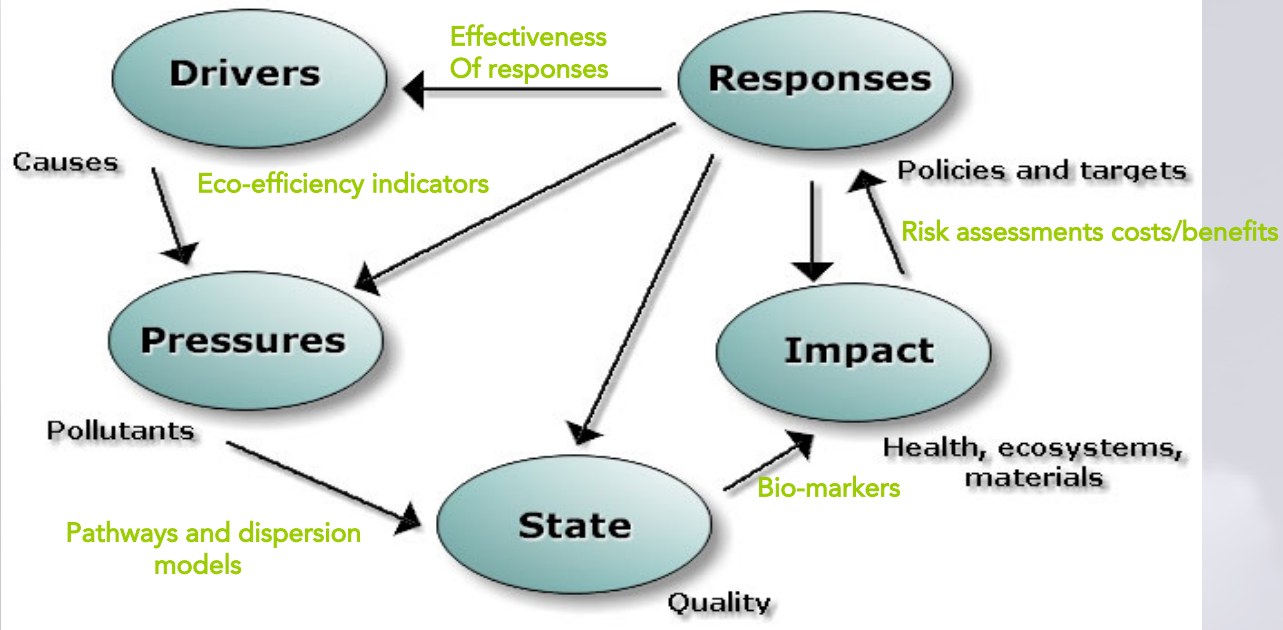 Effectiveness
Of responses
Drivers
Responses
Causes
Eco-efficiency indicators
Policies and targets
Risk assessments costs/benefits
Pressures
Impact
Pollutants
Health, ecosystems,
materials
Bio-markers
Pathways and dispersion
models
State
Quality